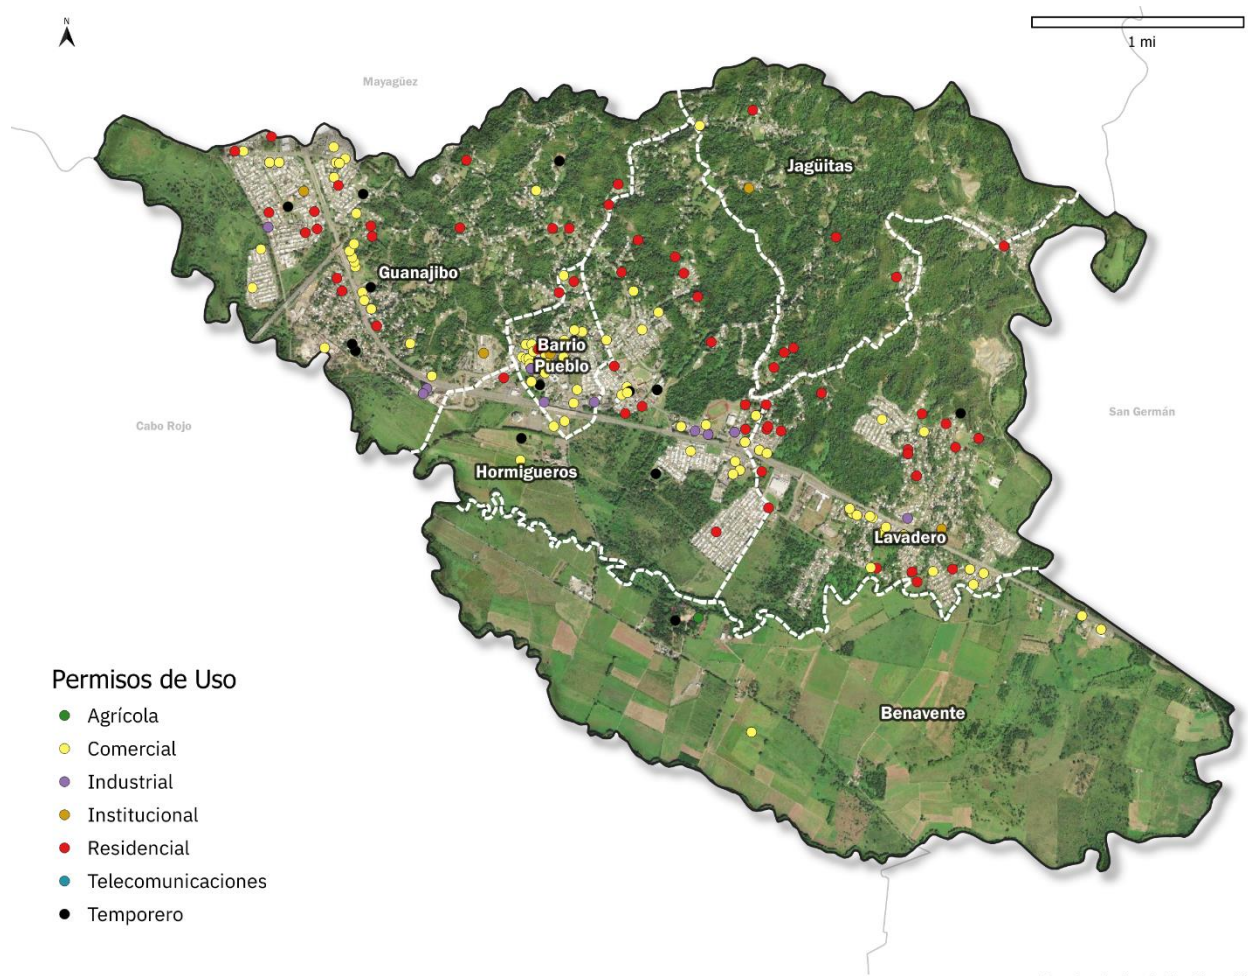 N
1 mi
Mayagüez
Jagüitas
Guanajibo
Barrio
Pueblo
San Germán
Cabo Rojo
Hormigueros
Lavadero
Benavente
Permisos de Uso
Agrícola
Comercial
Industrial
Institucional
Residencial
Telecomunicaciones
Temporero